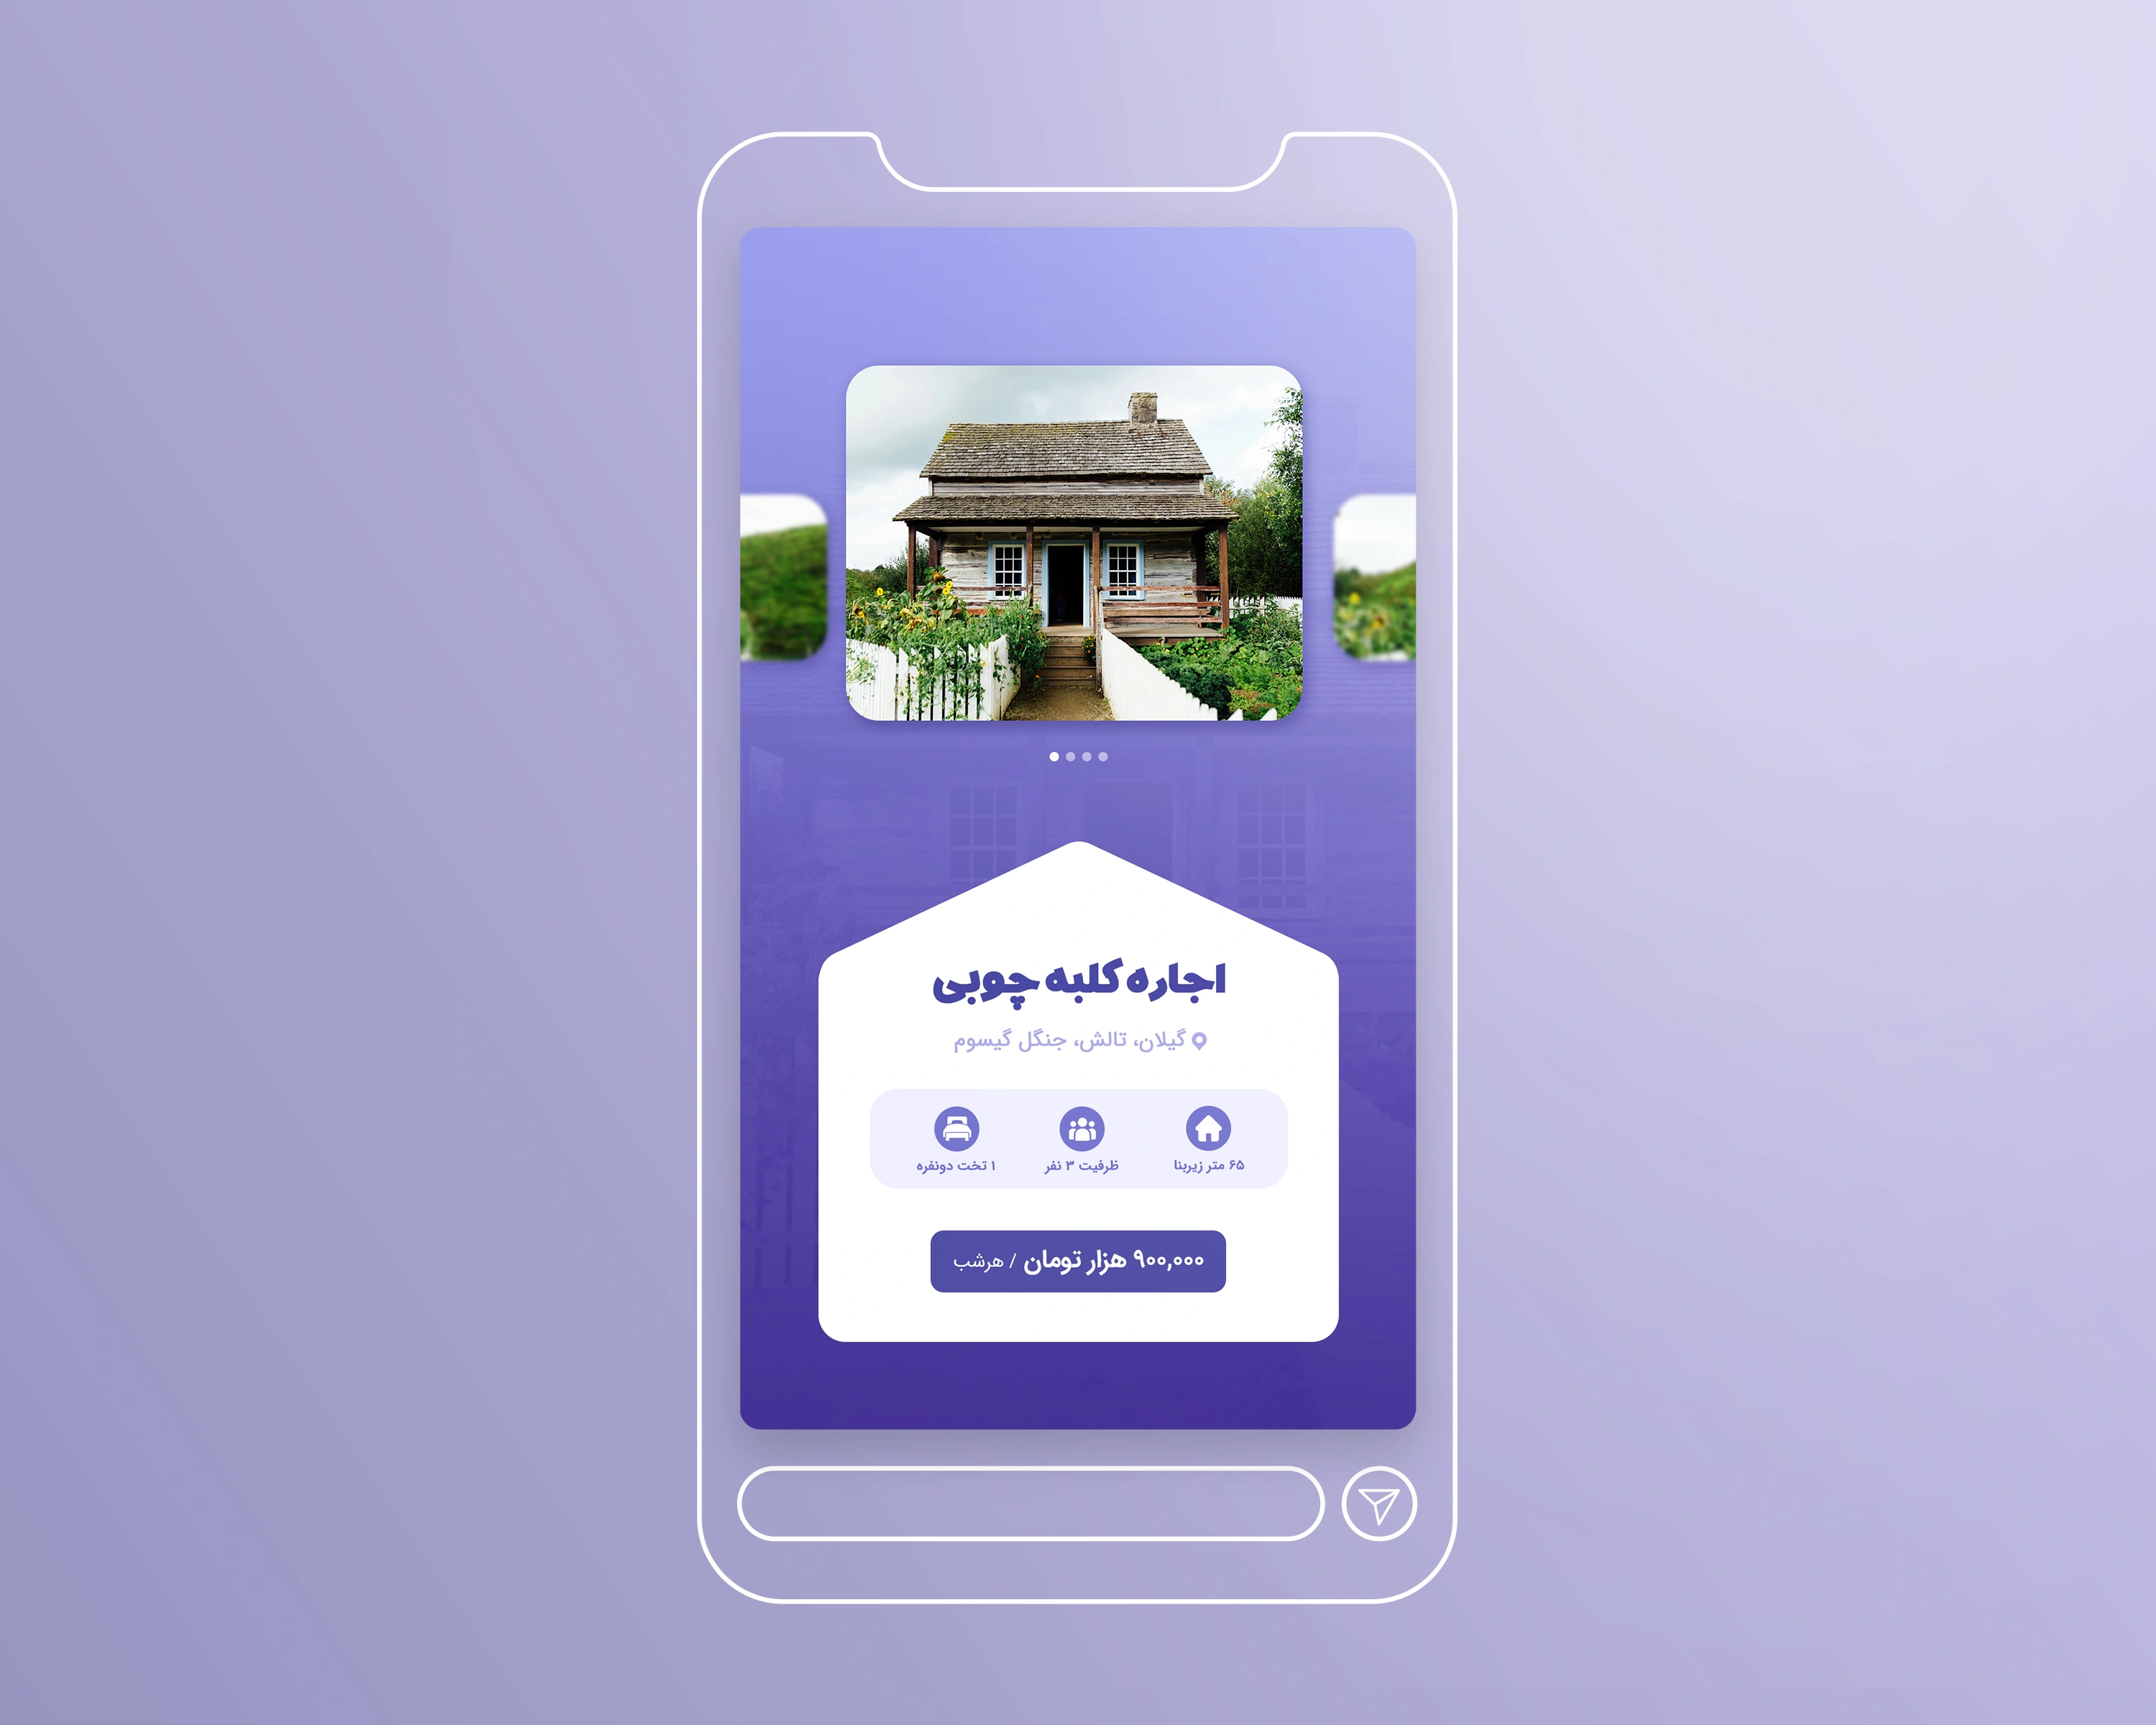 اجاره کلبه چوبی
گیلان، تالش، جنگل گیسوم
۶۵ متر زیربنا
ظرفیت ۳ نفر
۱ تخت دونفره
۹۰۰,۰۰۰ هزار تومان / هرشب